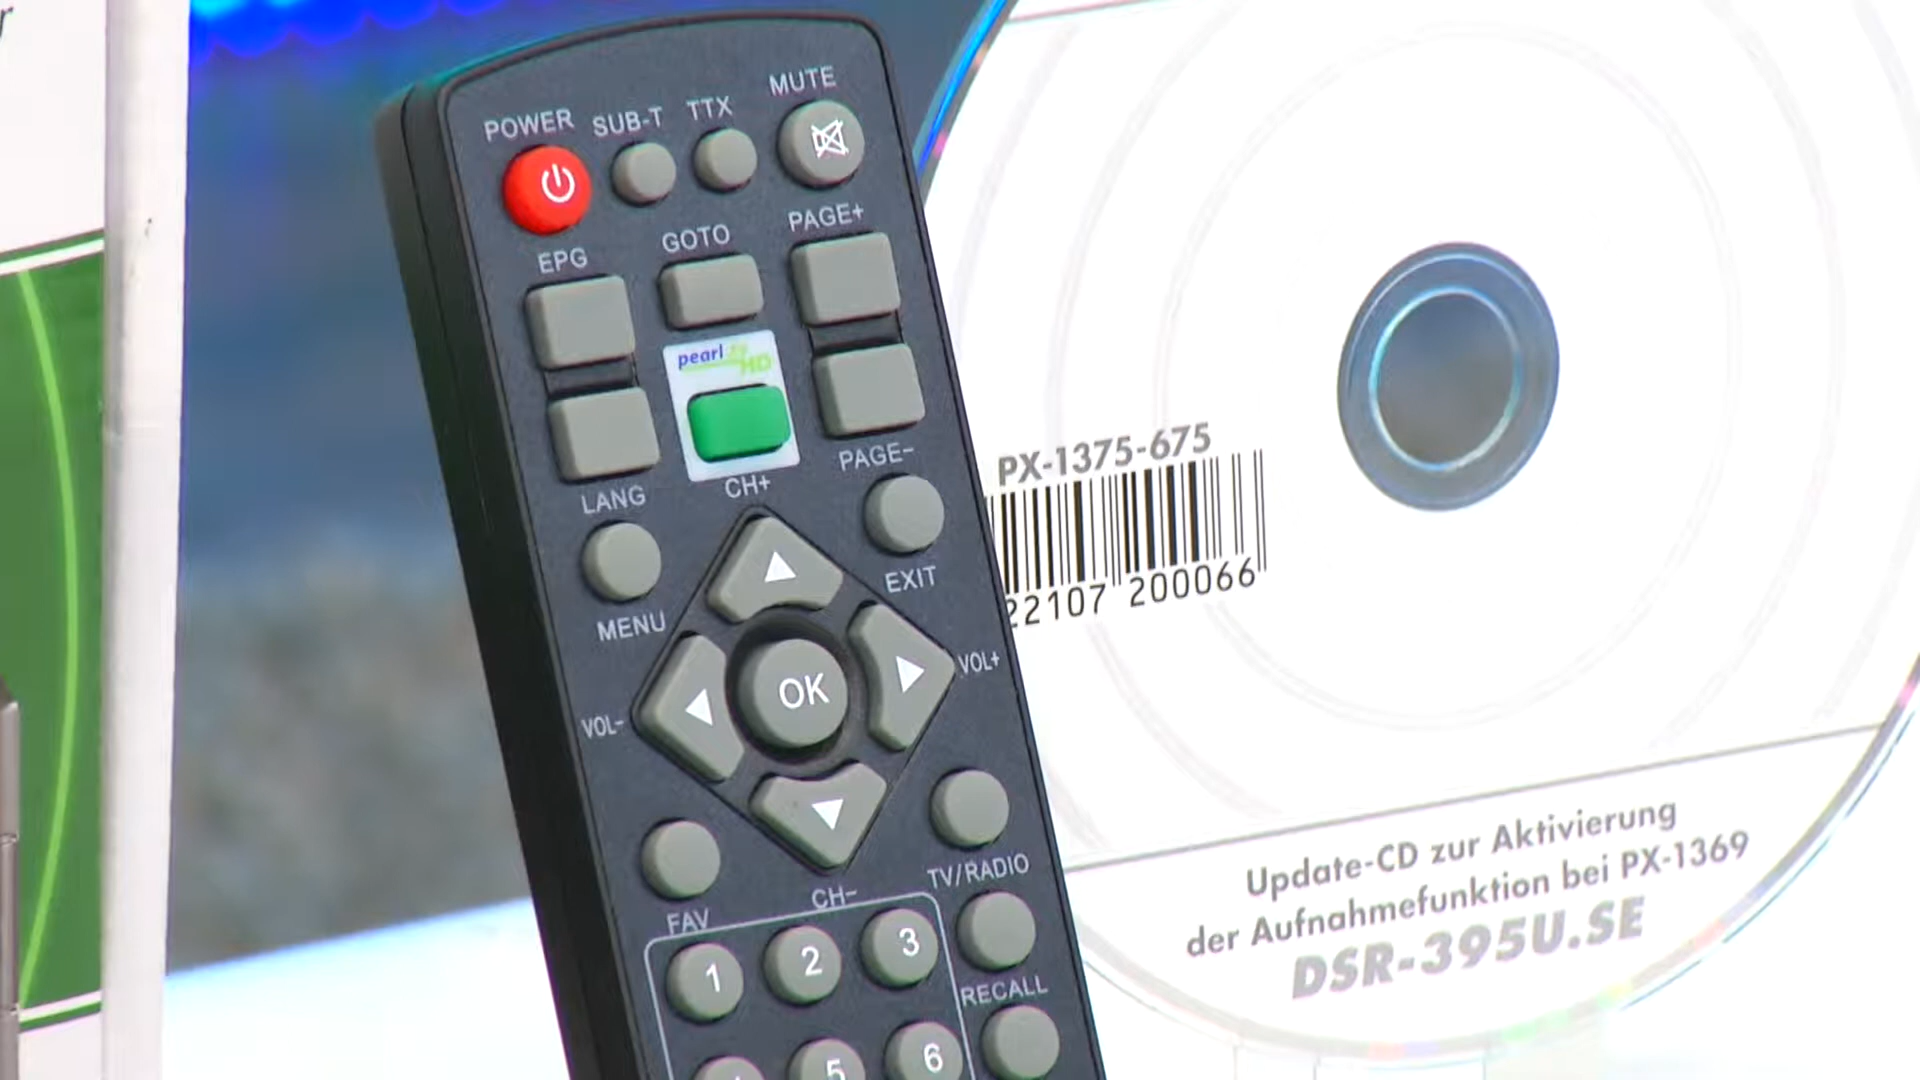 POWER
SUB-T
TTX
MUTE
EPG
GOTO
PAGE+
pearl
HD
LANG
CH+
PAGE-
MENU
EXIT
OK
VOL-
VOL+
FAV
CH-
TV/RADIO
1
2
3
RECALL
5
6
PX-1375-675
22107 200066
Update-CD zur Aktivierung
der Aufnahmefunktion bei PX-1369
DSR-395U.SE